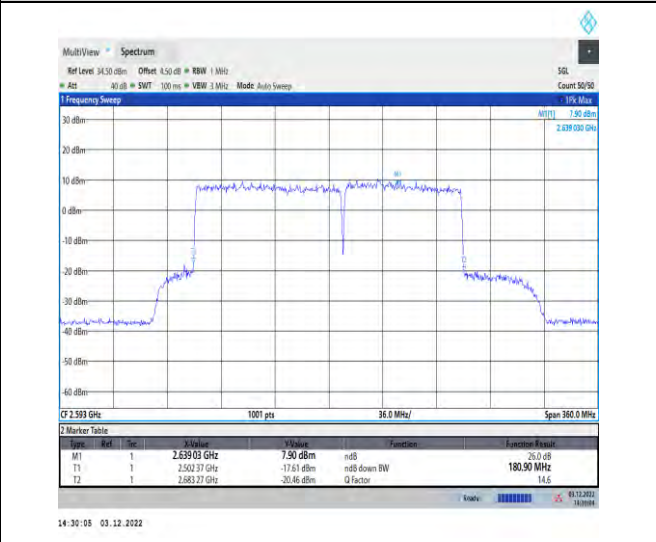 MultiView Spectrum
Ref Level 34.50 dBm Offset 4.50 dB RBW 1 MHz SGL
Att 40 dB SWT 100 ms VBW 3 MHz Mode Auto Sweep Count 50/50
1 Frequency Sweep 1Pk Max
M1[1] 7.90 dBm
2.639 030 GHz
30 dBm
20 dBm
M1
10 dBm
0 dBm
-10 dBm
-20 dBm
-30 dBm
-40 dBm
-50 dBm
-60 dBm
CF 2.593 GHz 1001 pts 36.0 MHz/ Span 360.0 MHz
2 Marker Table
Type Ref Trc X-Value Y-Value Function Function Result
M1 1 2.639 03 GHz 7.90 dBm ndB 26.0 dB
T1 1 2.502 37 GHz -17.61 dBm ndB down BW 180.90 MHz
T2 1 2.683 27 GHz -20.46 dBm Q Factor 14.6
Ready 03.12.2022
14:30:05 03.12.2022